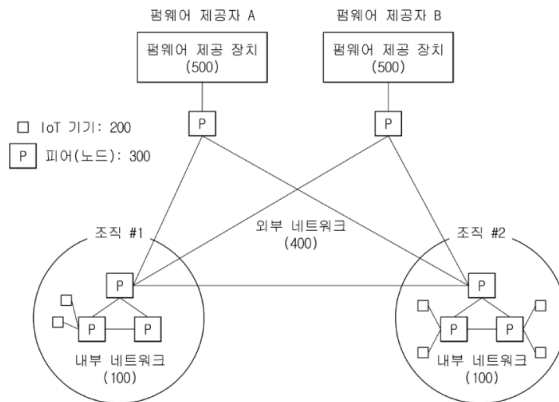 펌웨어 제공자 A
펌웨어 제공자 B
펌웨어 제공 장치
(500)
펌웨어 제공 장치
(500)
P
P
IoT 기기: 200
P 피어(노드): 300
외부 네트워크
(400)
조직 #1
조직 #2
P
P
P
P
P
P
내부 네트워크
(100)
내부 네트워크
(100)